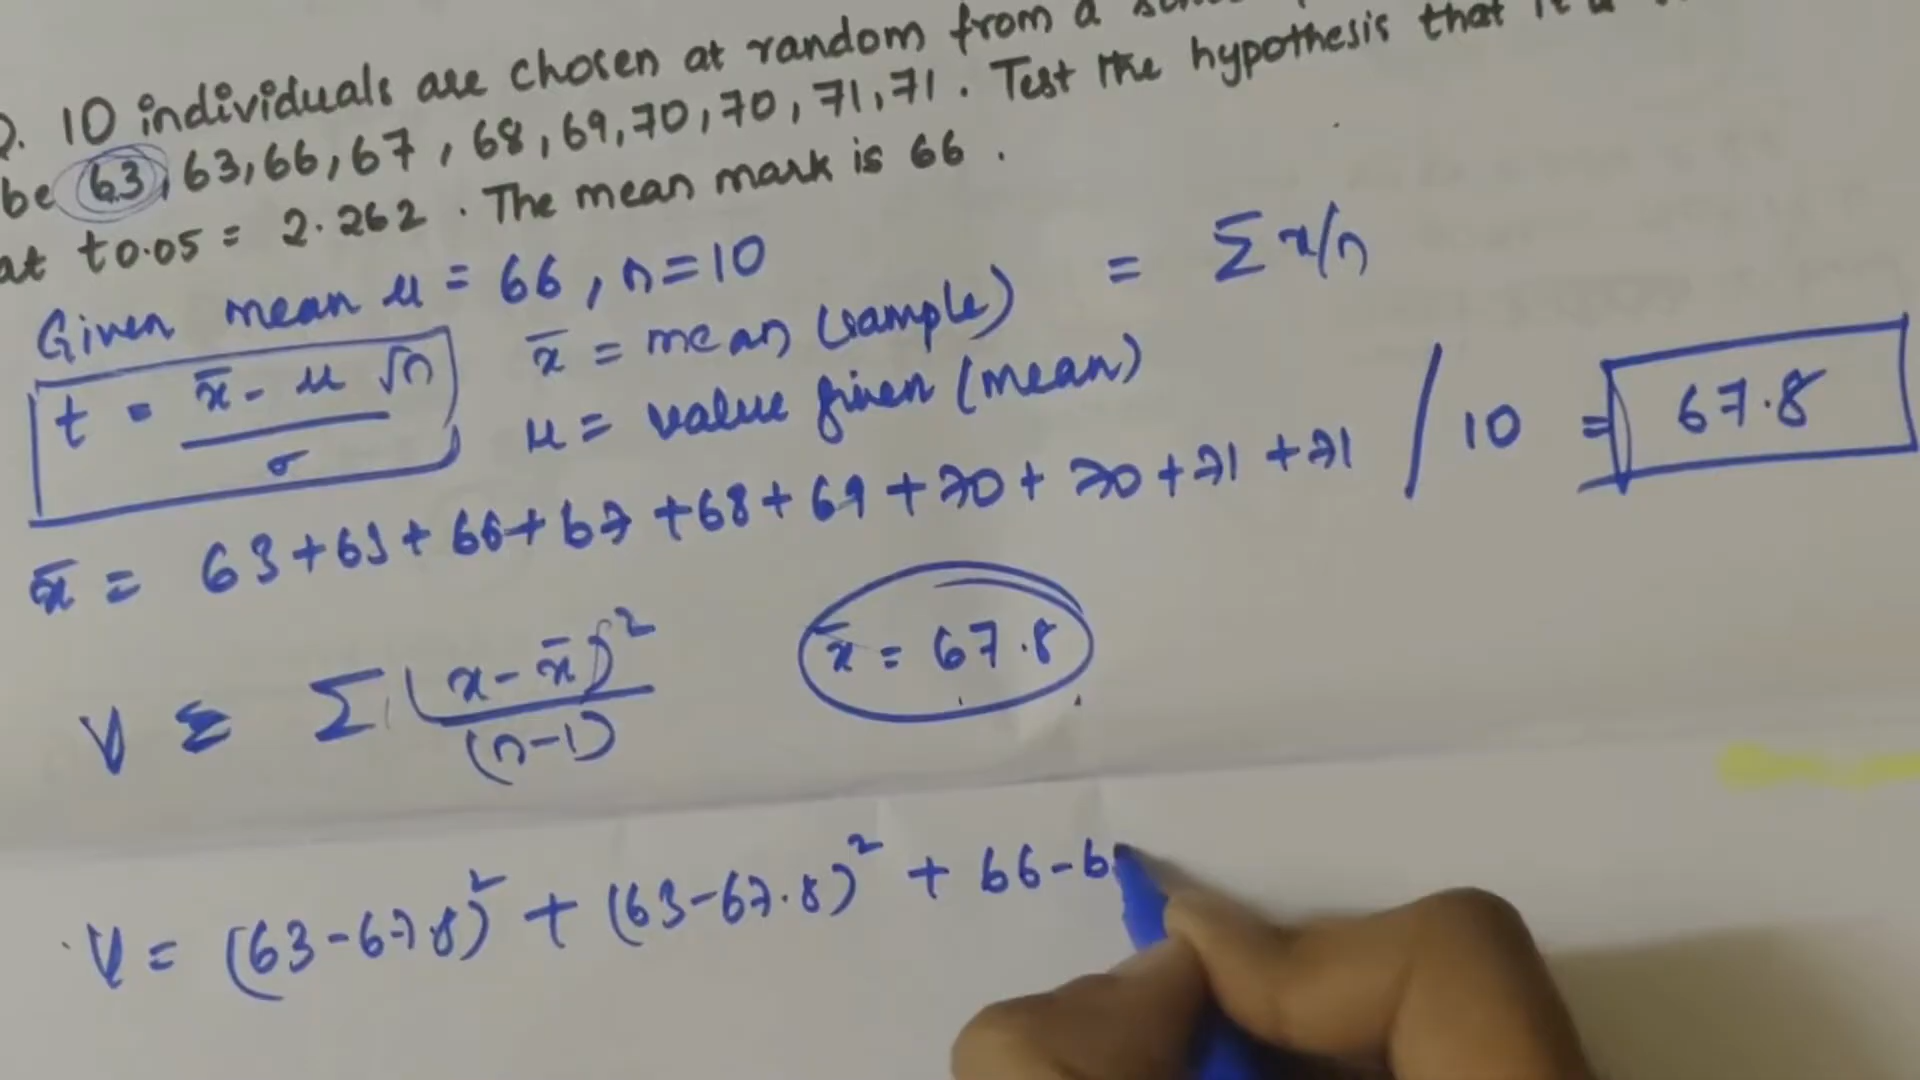 10 individuals are chosen at random from a
be 63, 63, 66, 67, 68, 69, 70, 70, 71, 71. Test the hypothesis that
at t0.05 = 2.262. The mean mark is 66.
Given mean μ = 66, n=10
t = x̄ - μ √n / σ
x̄ = mean (sample) = Σ x/n
μ = value given (mean)
x̄ = 63+63+66+67+68+69+70+70+71+71 / 10 = 67.8
V = Σ (x - x̄)² / (n-1)
x̄ = 67.8
V = (63-67.8)² + (63-67.8)² + 66-6